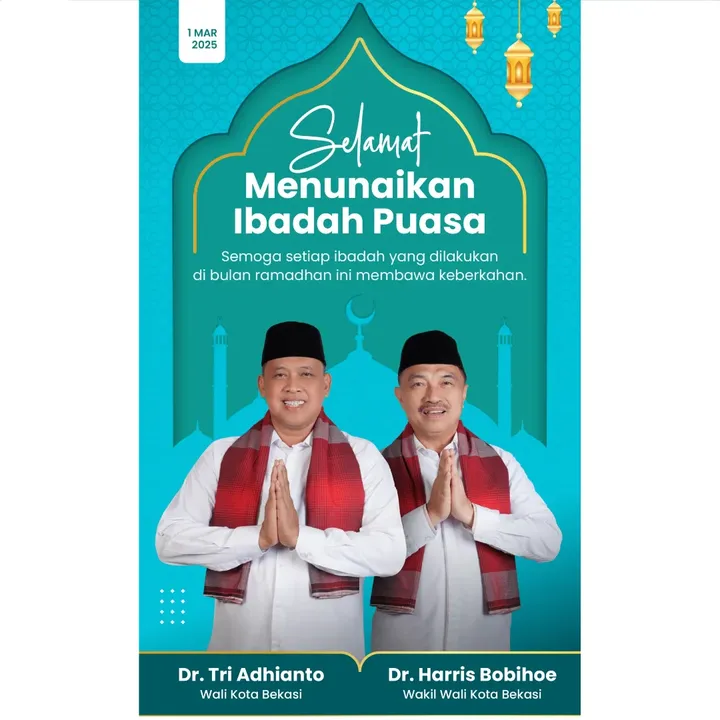 1 MAR
2025
Selamat
Menunaikan
Ibadah Puasa
Semoga setiap ibadah yang dilakukan
di bulan ramadhan ini membawa keberkahan.
Dr. Tri Adhianto
Wali Kota Bekasi
Dr. Harris Bobihoe
Wakil Wali Kota Bekasi